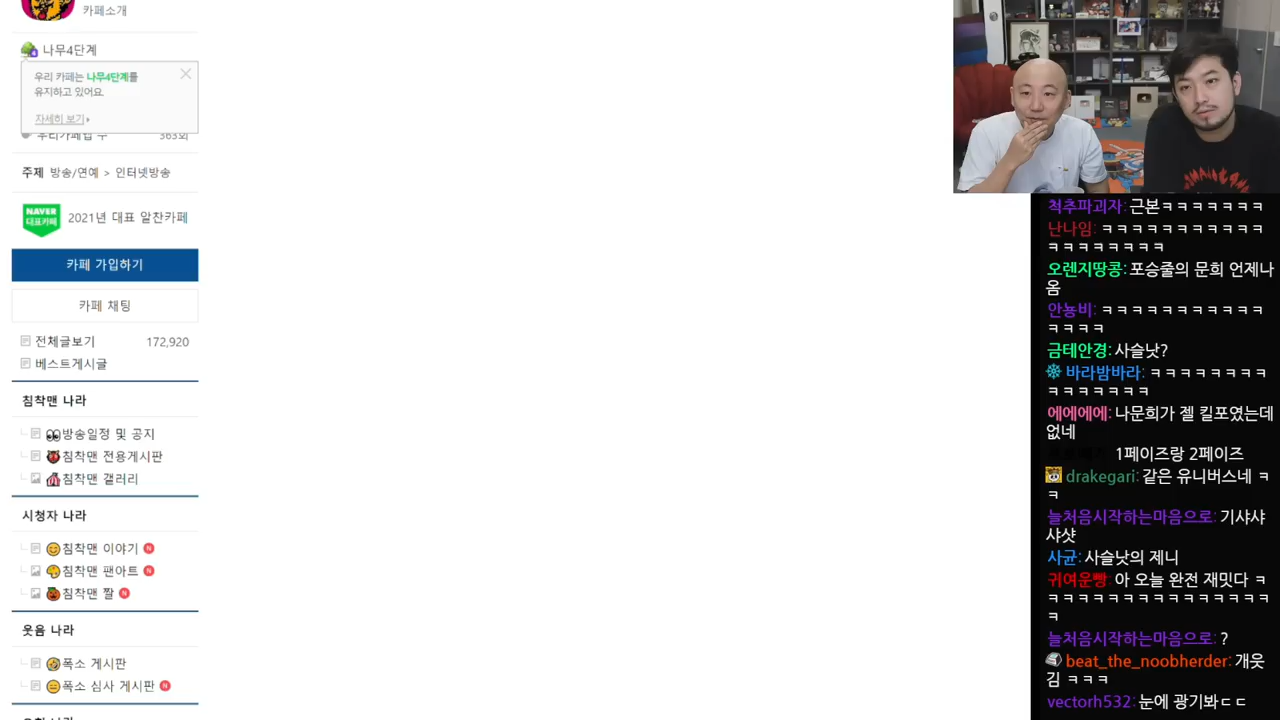 카페소개
나무4단계
우리 카페는 나무4단계를
유지하고 있어요.
자세히 보기
우리카페앱 수 363회
주제 방송/연예 > 인터넷방송
NAVER
대표카페
2021년 대표 알찬카페
카페 가입하기
카페 채팅
전체글보기 172,920
베스트게시글
침착맨 나라
방송일정 및 공지
침착맨 전용게시판
침착맨 갤러리
시청자 나라
침착맨 이야기 N
침착맨 팬아트 N
침착맨 짤 N
웃음 나라
폭소 게시판
폭소 심사 게시판 N
척추파괴자: 근본ㅋㅋㅋㅋㅋㅋㅋ
난나임: ㅋㅋㅋㅋㅋㅋㅋㅋㅋㅋㅋ
ㅋㅋㅋㅋㅋㅋㅋㅋ
오렌지땅콩: 포승줄의 문희 언제나
옴
안뇽비: ㅋㅋㅋㅋㅋㅋㅋㅋㅋㅋㅋ
ㅋㅋㅋㅋ
금테안경: 사슬낫?
바라밤바라: ㅋㅋㅋㅋㅋㅋㅋㅋ
ㅋㅋㅋㅋㅋㅋㅋ
에에에에: 나문희가 젤 킬포였는데
없네
1페이즈랑 2페이즈
drakegari: 같은 유니버스네 ㅋ
ㅋ
늘처음시작하는마음으로: 기샤샤
샤샷
사균: 사슬낫의 제니
귀여운빵: 아 오늘 완전 재밋다 ㅋ
ㅋㅋㅋㅋㅋㅋㅋㅋㅋㅋㅋㅋㅋㅋㅋ
ㅋ
늘처음시작하는마음으로: ?
beat_the_noobherder: 개웃
김 ㅋㅋㅋ
vectorh532: 눈에 광기봐ㄷㄷ